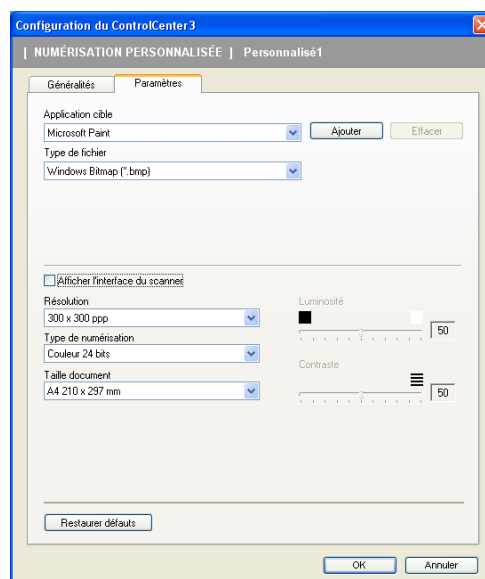 Configuration du ControlCenter3
[ NUMÉRISATION PERSONNALISÉE ] Personnalisé1
Généralités Paramètres
Application cible
Microsoft Paint Ajouter Effacer
Type de fichier
Windows Bitmap (*.bmp)
Afficher l'interface du scanner
Résolution Luminosité
300 x 300 ppp 50
Type de numérisation
Couleur 24 bits
Contraste
Taille document
A4 210 x 297 mm 50
Restaurer défauts
OK Annuler